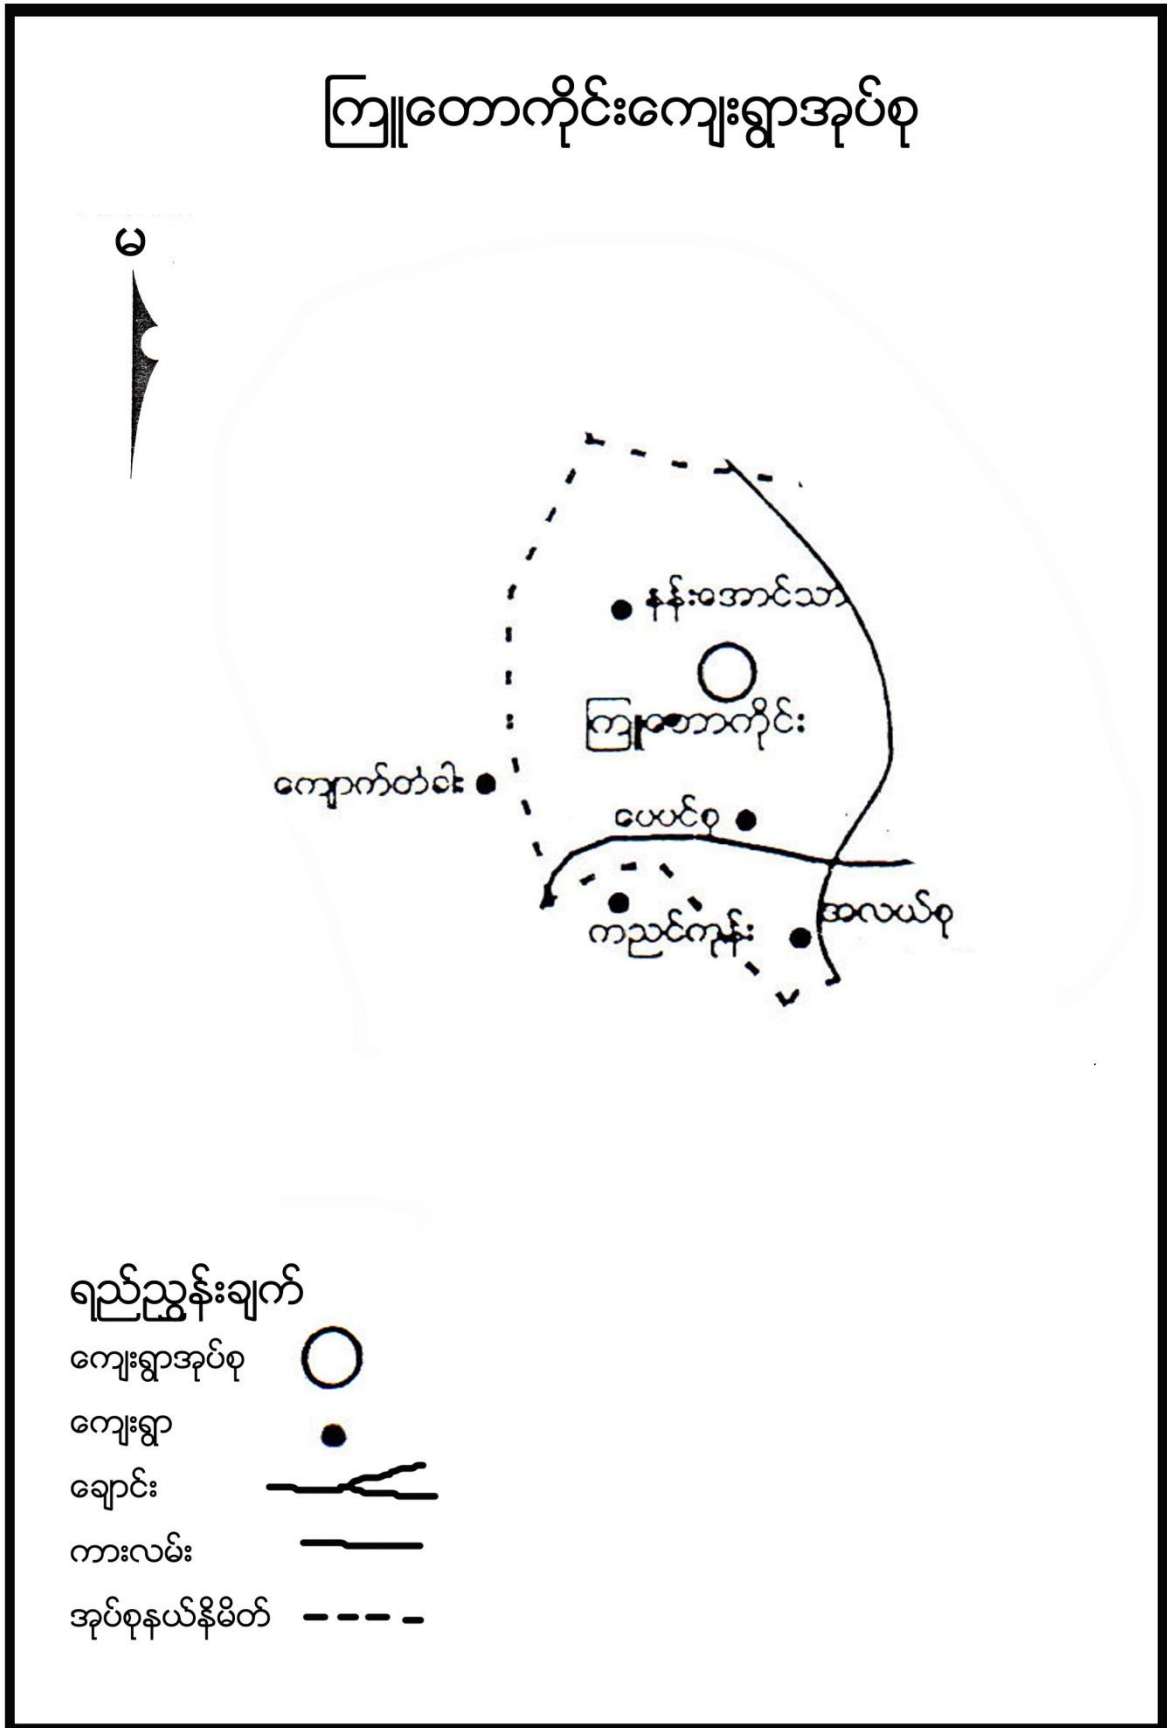 ကြူတောကိုင်းကျေးရွာအုပ်စု
မ
နန်းအောင်သာ
ကြူတောကိုင်း
ကျောက်တံခါး
ပေပင်စု
အလယ်စု
ကညင်ကုန်း
ရည်ညွှန်းချက်
ကျေးရွာအုပ်စု
ကျေးရွာ
ချောင်း
ကားလမ်း
အုပ်စုနယ်နိမိတ်